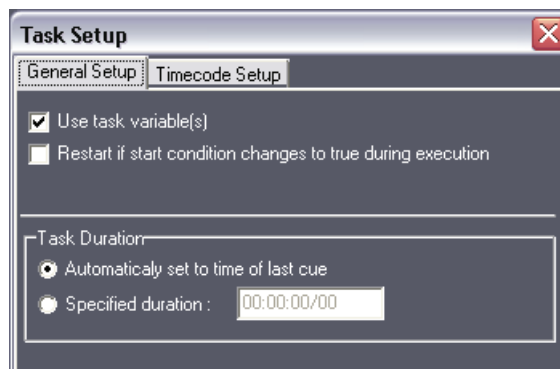 Task Setup
General Setup Timecode Setup
Use task variable(s)
Restart if start condition changes to true during execution
Task Duration
Automaticaly set to time of last cue
Specified duration : 00:00:00/00